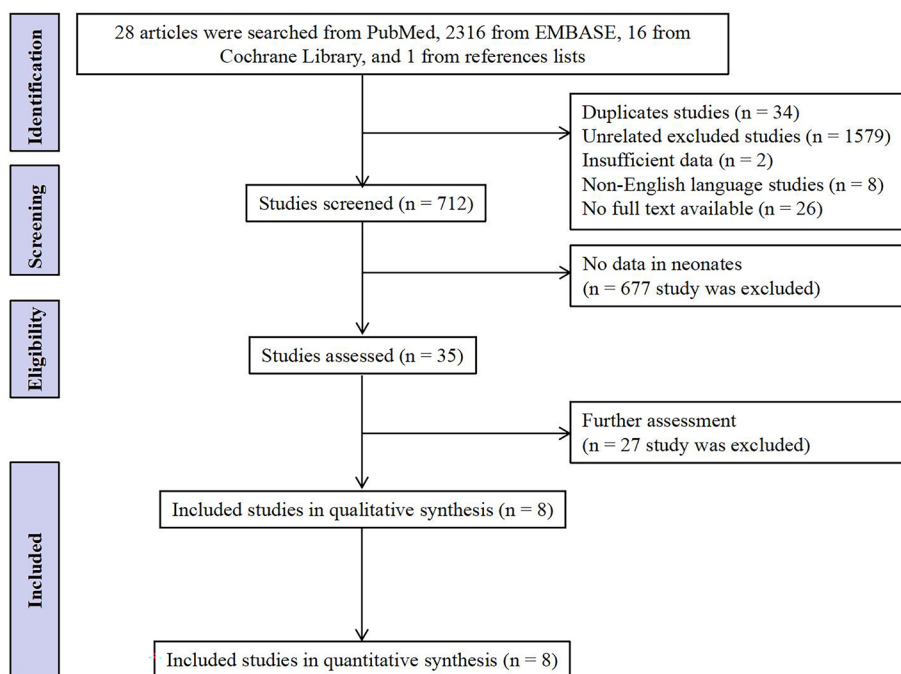 Identification
28 articles were searched from PubMed, 2316 from EMBASE, 16 from
Cochrane Library, and 1 from references lists
Duplicates studies (n = 34)
Unrelated excluded studies (n = 1579)
Insufficient data (n = 2)
Non-English language studies (n = 8)
No full text available (n = 26)
Screening
Studies screened (n = 712)
No data in neonates
(n = 677 study was excluded)
Eligibility
Studies assessed (n = 35)
Further assessment
(n = 27 study was excluded)
Included
Included studies in qualitative synthesis (n = 8)
Included studies in quantitative synthesis (n = 8)